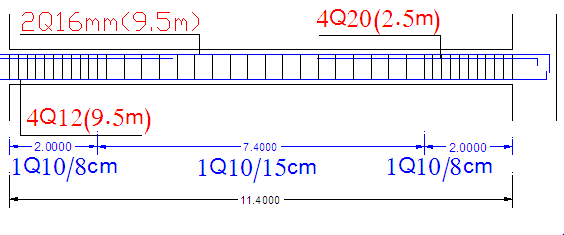 2Q16mm(9.5m)
4Q20(2.5m)
4Q12(9.5m)
2.0000
7.4000
2.0000
1Q10/8cm
1Q10/15cm
1Q10/8cm
11.4000